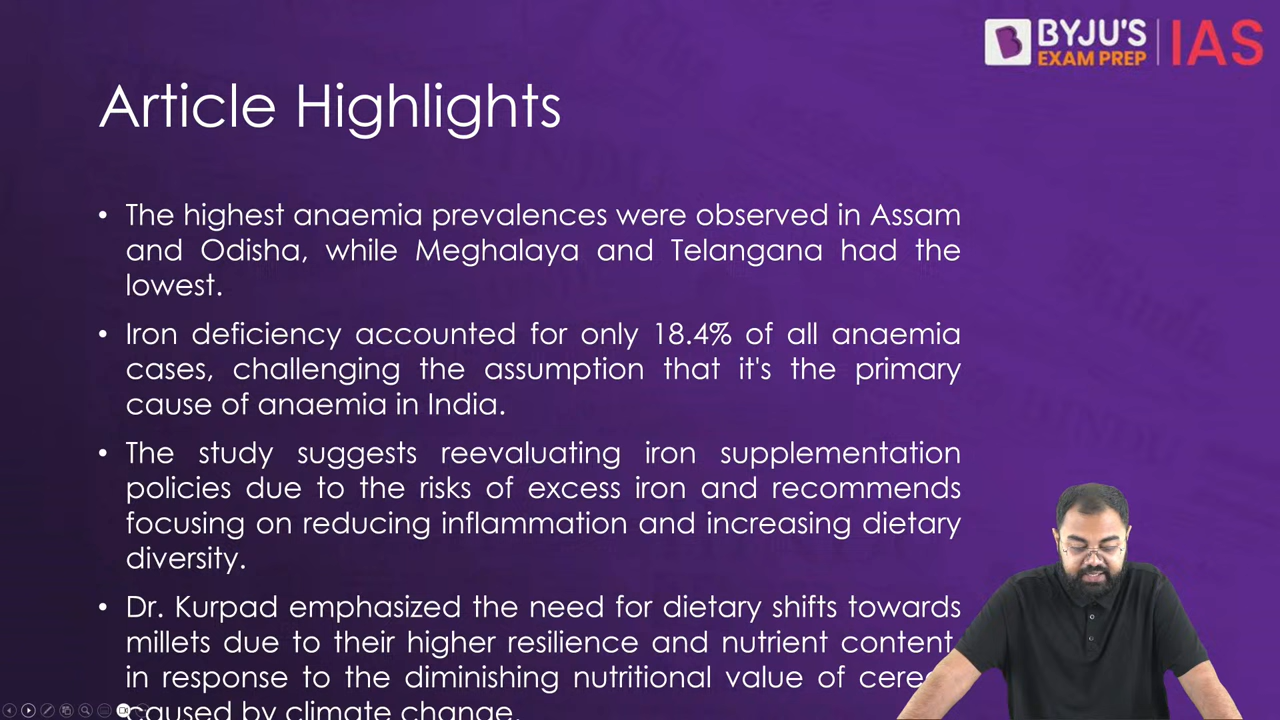 BYJU'S
EXAM PREP
IAS
Article Highlights
• The highest anaemia prevalences were observed in Assam
and Odisha, while Meghalaya and Telangana had the
lowest.
• Iron deficiency accounted for only 18.4% of all anaemia
cases, challenging the assumption that it's the primary
cause of anaemia in India.
• The study suggests reevaluating iron supplementation
policies due to the risks of excess iron and recommends
focusing on reducing inflammation and increasing dietary
diversity.
• Dr. Kurpad emphasized the need for dietary shifts towards
millets due to their higher resilience and nutrient content
in response to the diminishing nutritional value of
caused by climate change.